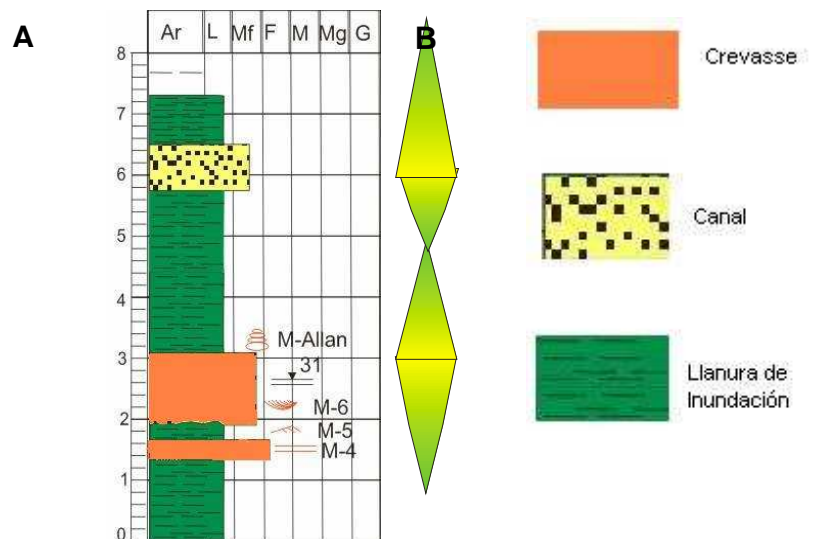 A
B
Ar L Mf F M Mg G
8
7
6
5
4
3
2
1
0
M-Allan
31
M-6
M-5
M-4
Crevasse
Canal
Llanura de
Inundación